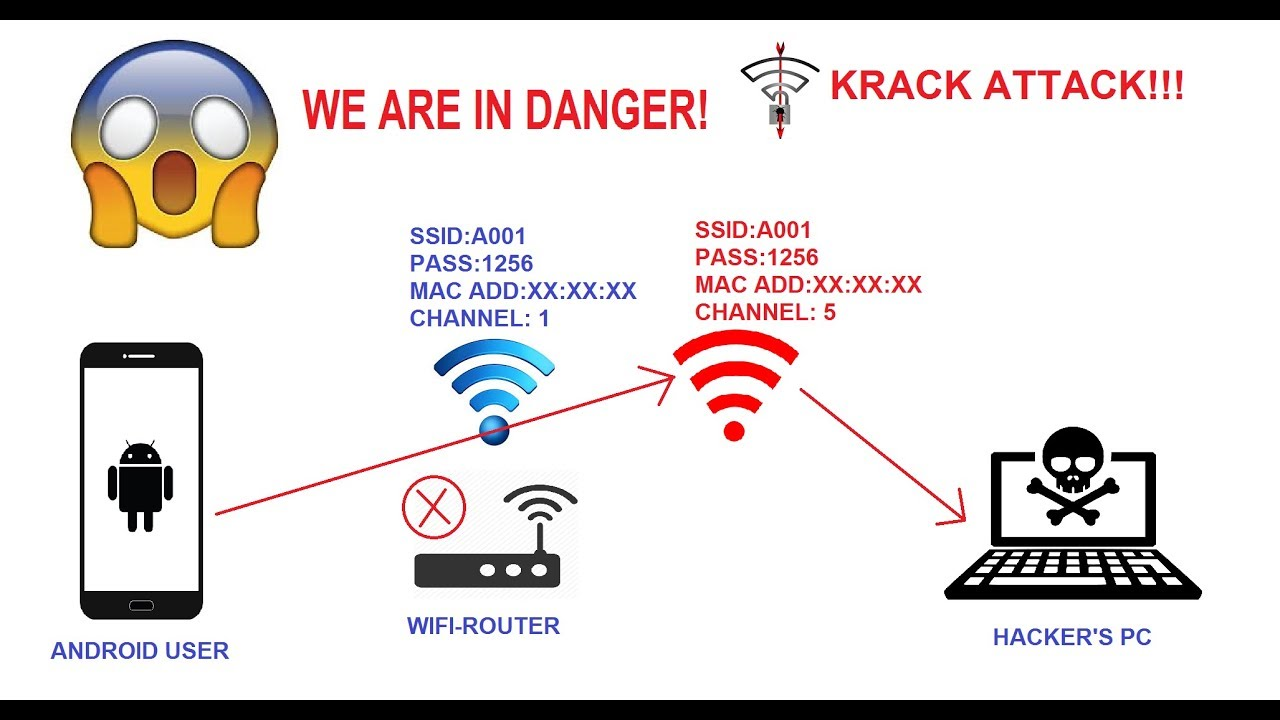 WE ARE IN DANGER!
KRACK ATTACK!!!
SSID:A001
PASS:1256
MAC ADD:XX:XX:XX
CHANNEL: 1
SSID:A001
PASS:1256
MAC ADD:XX:XX:XX
CHANNEL: 5
ANDROID USER
WIFI-ROUTER
HACKER'S PC